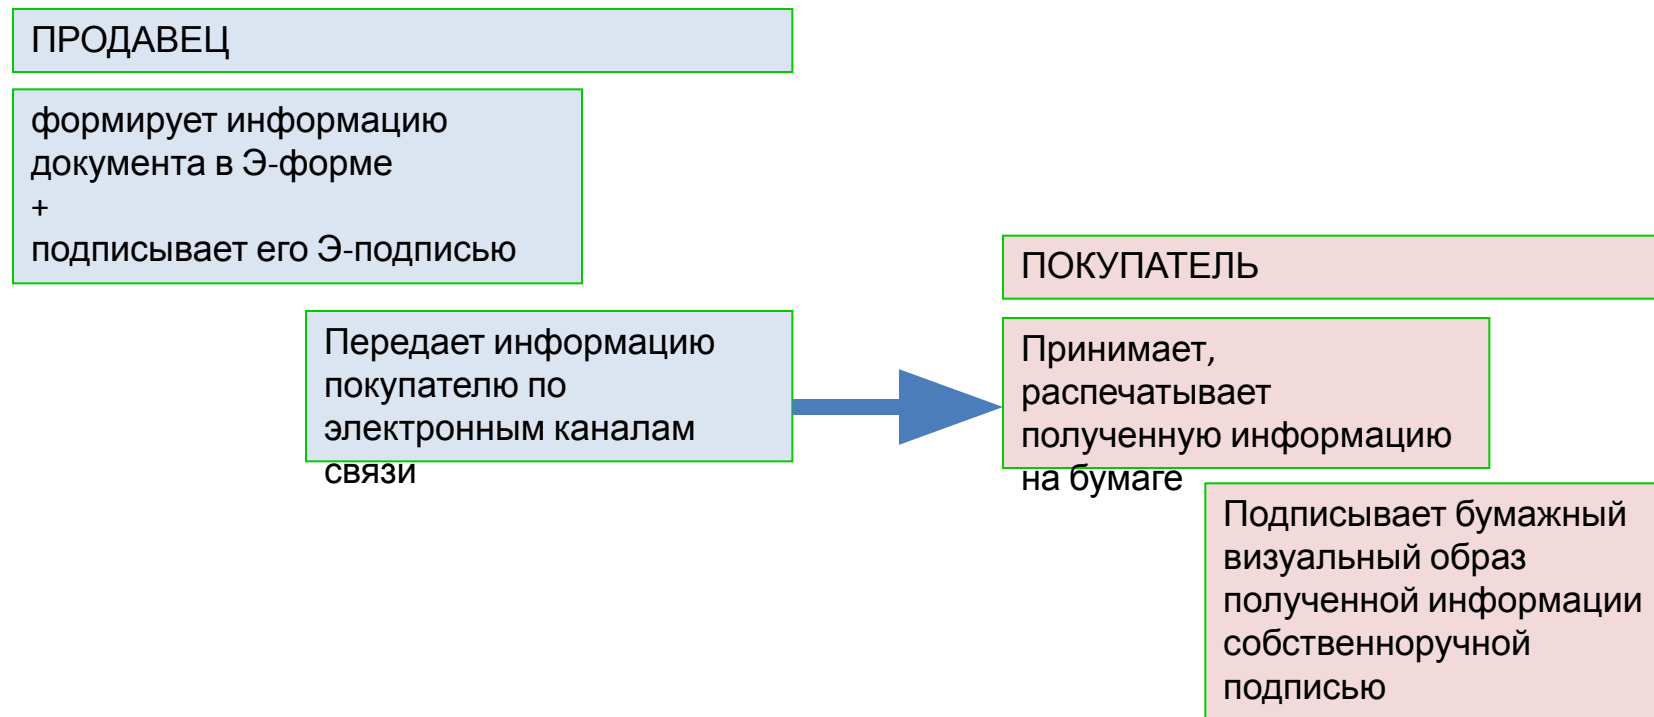 ПРОДАВЕЦ
формирует информацию
документа в Э-форме
+
подписывает его Э-подписью
Передает информацию
покупателю по
электронным каналам
связи
ПОКУПАТЕЛЬ
Принимает,
распечатывает
полученную информацию
на бумаге
Подписывает бумажный
визуальный образ
полученной информации
собственноручной
подписью